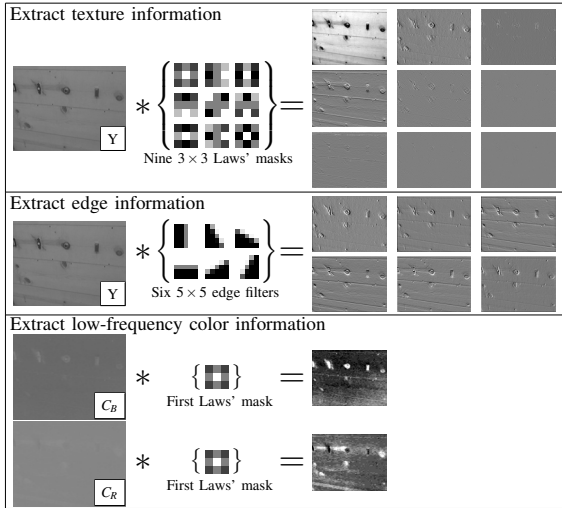 Extract texture information
Y
*
{ } =
Nine 3 × 3 Laws' masks
Extract edge information
Y
*
{ } =
Six 5 × 5 edge filters
Extract low-frequency color information
C_B
*
{ } =
First Laws' mask
C_R
*
{ } =
First Laws' mask